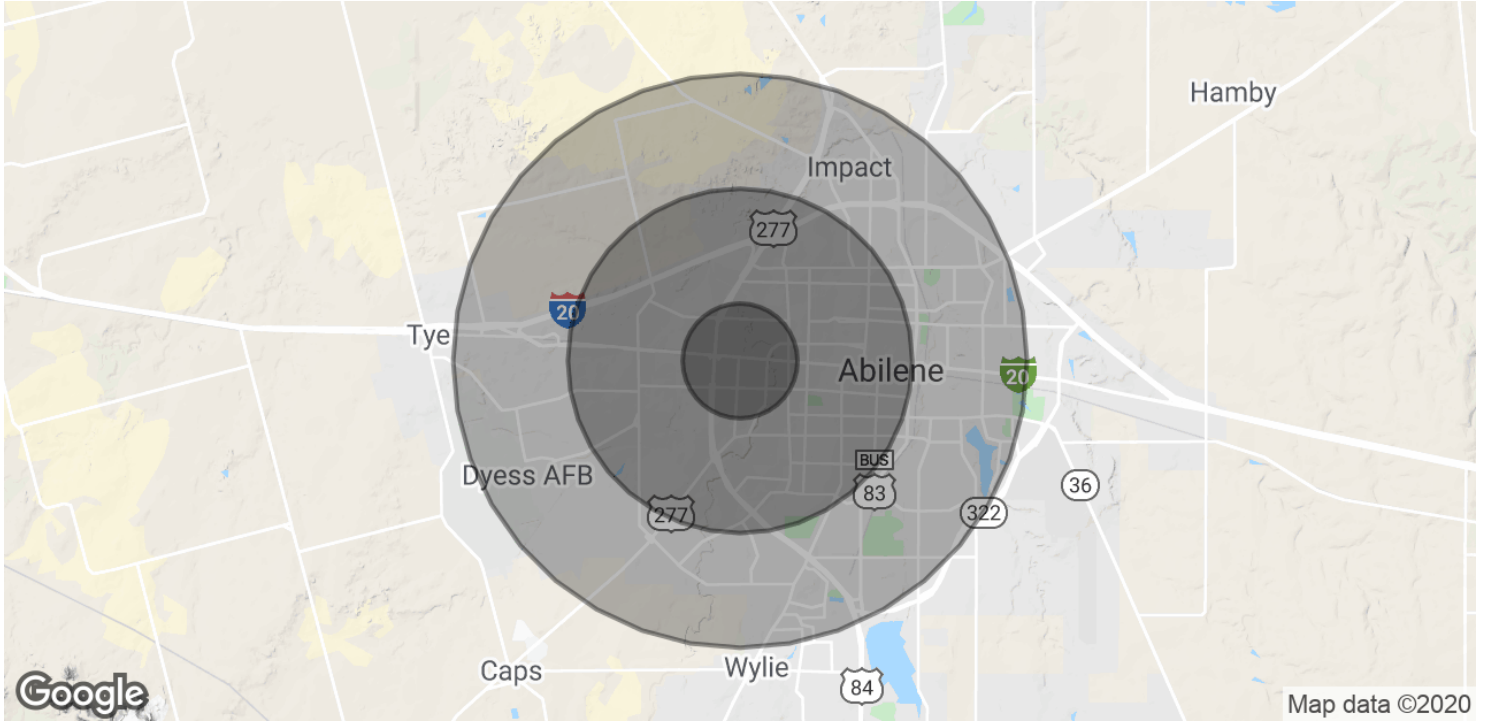 Hamby
Impact
277
20
Tye
Abilene
20
Dyess AFB
BUS
83
36
277
322
Caps
Wylie
84
Google
Map data ©2020